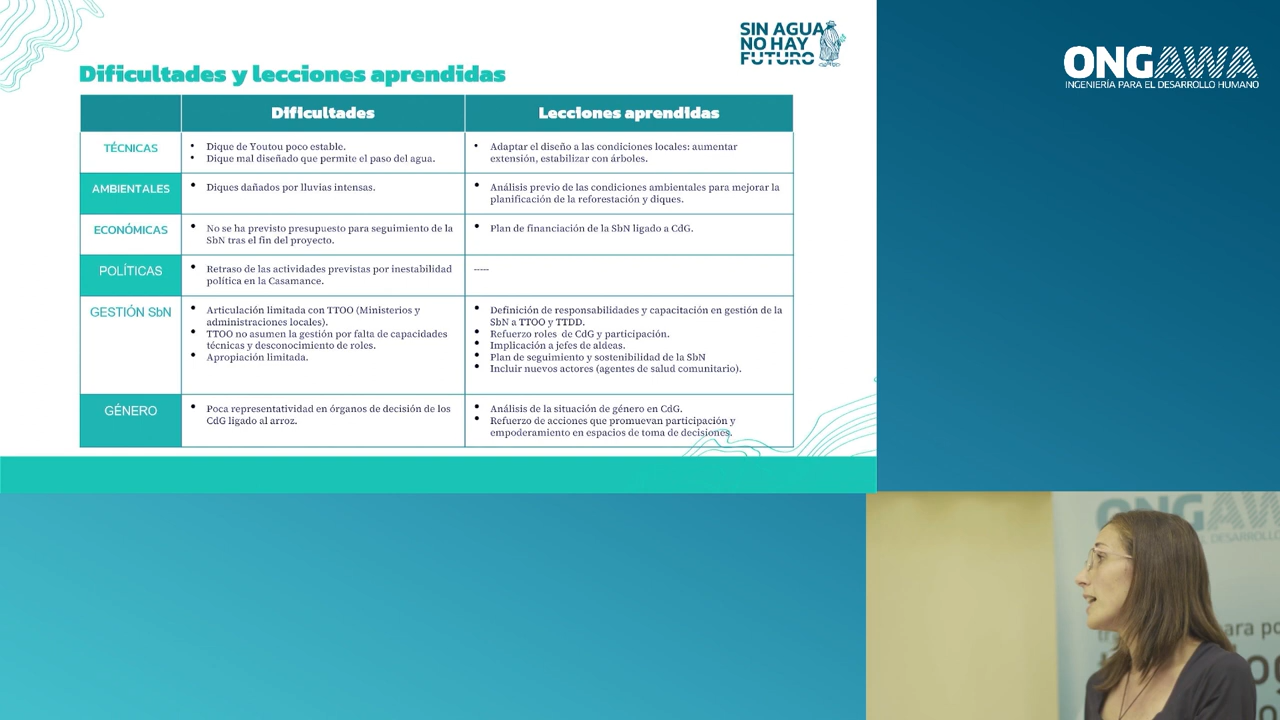 SIN AGUA
NO HAY
FUTURO
ONGAWA
INGENIERÍA PARA EL DESARROLLO HUMANO
Dificultades y lecciones aprendidas
Dificultades
Lecciones aprendidas
TÉCNICAS
• Dique de Youtou poco estable.
• Dique mal diseñado que permite el paso del agua.
• Adaptar el diseño a las condiciones locales: aumentar
extensión, estabilizar con árboles.
AMBIENTALES
• Diques dañados por lluvias intensas.
• Análisis previo de las condiciones ambientales para mejorar la
planificación de la reforestación y diques.
ECONÓMICAS
• No se ha previsto presupuesto para seguimiento de la
SbN tras el fin del proyecto.
• Plan de financiación de la SbN ligado a CdG.
POLÍTICAS
• Retraso de las actividades previstas por inestabilidad
política en la Casamance.
-----
GESTIÓN SbN
• Articulación limitada con TTOO (Ministerios y
administraciones locales).
• TTOO no asumen la gestión por falta de capacidades
técnicas y desconocimiento de roles.
• Apropiación limitada.
• Definición de responsabilidades y capacitación en gestión de la
SbN a TTOO y TTDD.
• Refuerzo roles de CdG y participación.
• Implicación a jefes de aldeas.
• Plan de seguimiento y sostenibilidad de la SbN
• Incluir nuevos actores (agentes de salud comunitario).
GÉNERO
• Poca representatividad en órganos de decisión de los
CdG ligado al arroz.
• Análisis de la situación de género en CdG.
• Refuerzo de acciones que promuevan participación y
empoderamiento en espacios de toma de decisiones.
ONGAW
DESARROLLO
ara po